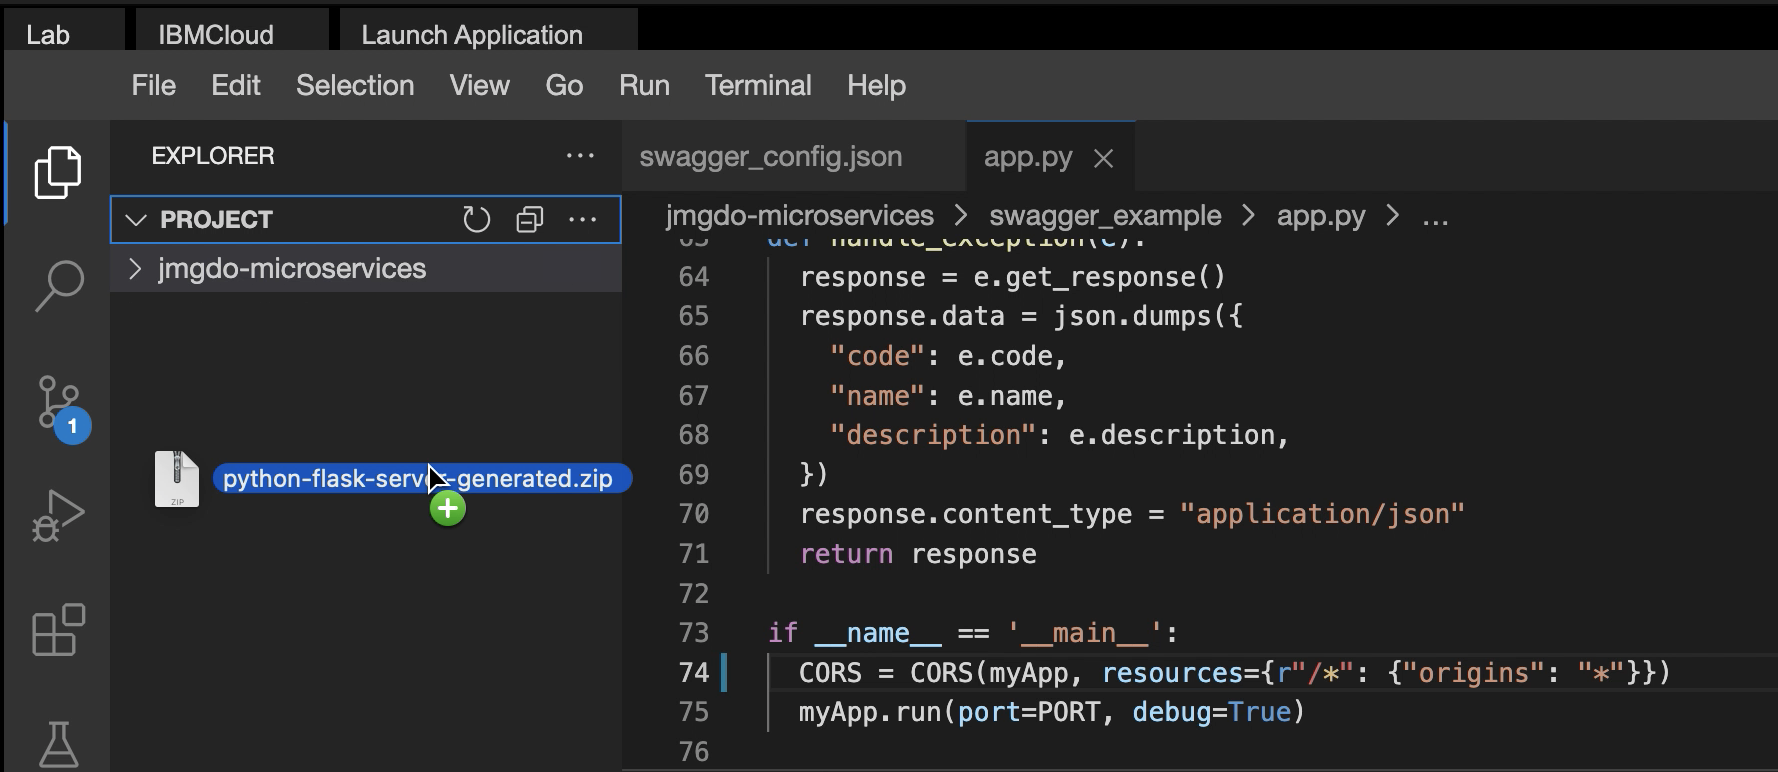 Lab IBMCloud Launch Application
File Edit Selection View Go Run Terminal Help
EXPLORER ...
PROJECT ...
jmgdo-microservices
1
ZIP
python-flask-server-generated.zip
swagger_config.json app.py
jmgdo-microservices > swagger_example > app.py > ...
63 def handle_exception(e):
64 response = e.get_response()
65 response.data = json.dumps({
66 "code": e.code,
67 "name": e.name,
68 "description": e.description,
69 })
70 response.content_type = "application/json"
71 return response
72
73 if __name__ == '__main__':
74 CORS = CORS(myApp, resources={r"/*": {"origins": "*"}})
75 myApp.run(port=PORT, debug=True)
76